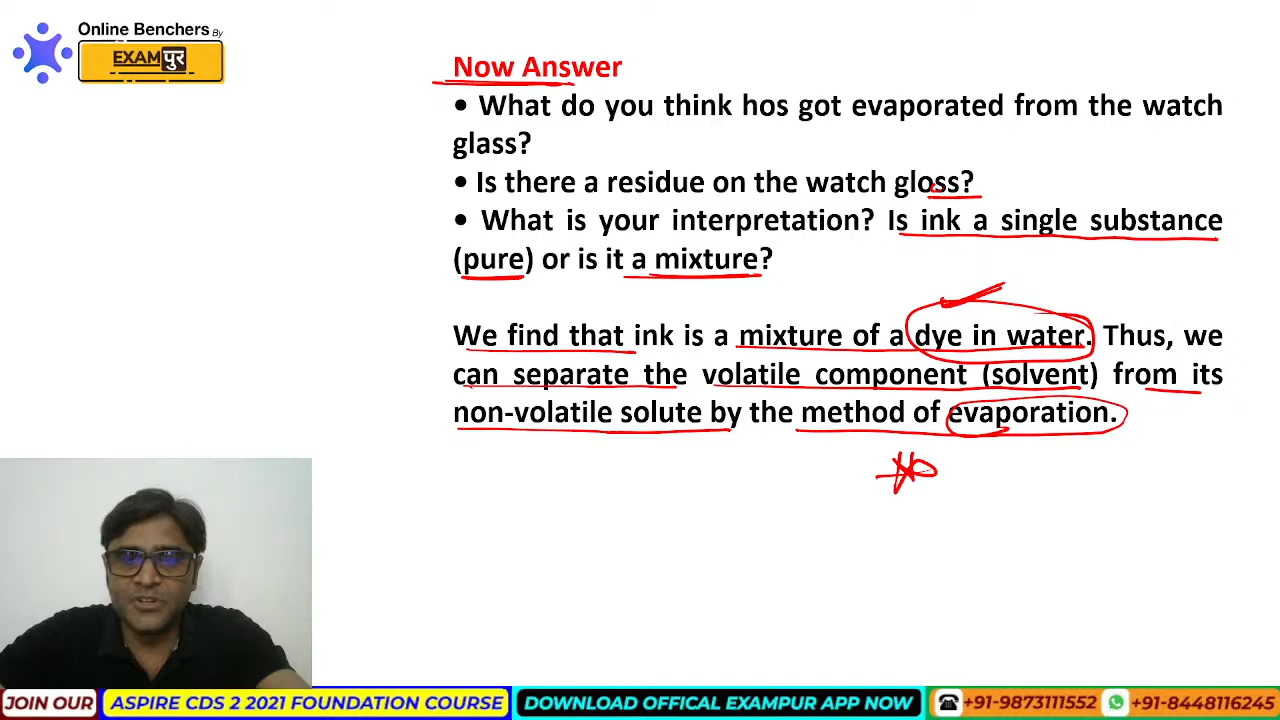 Online Benchers By
EXAMपुर
Now Answer
• What do you think hos got evaporated from the watch
glass?
• Is there a residue on the watch gloss?
• What is your interpretation? Is ink a single substance
(pure) or is it a mixture?
We find that ink is a mixture of a dye in water. Thus, we
can separate the volatile component (solvent) from its
non-volatile solute by the method of evaporation.
JOIN OUR ASPIRE CDS 2 2021 FOUNDATION COURSE DOWNLOAD OFFICAL EXAMPUR APP NOW +91-9873111552 +91-8448116245